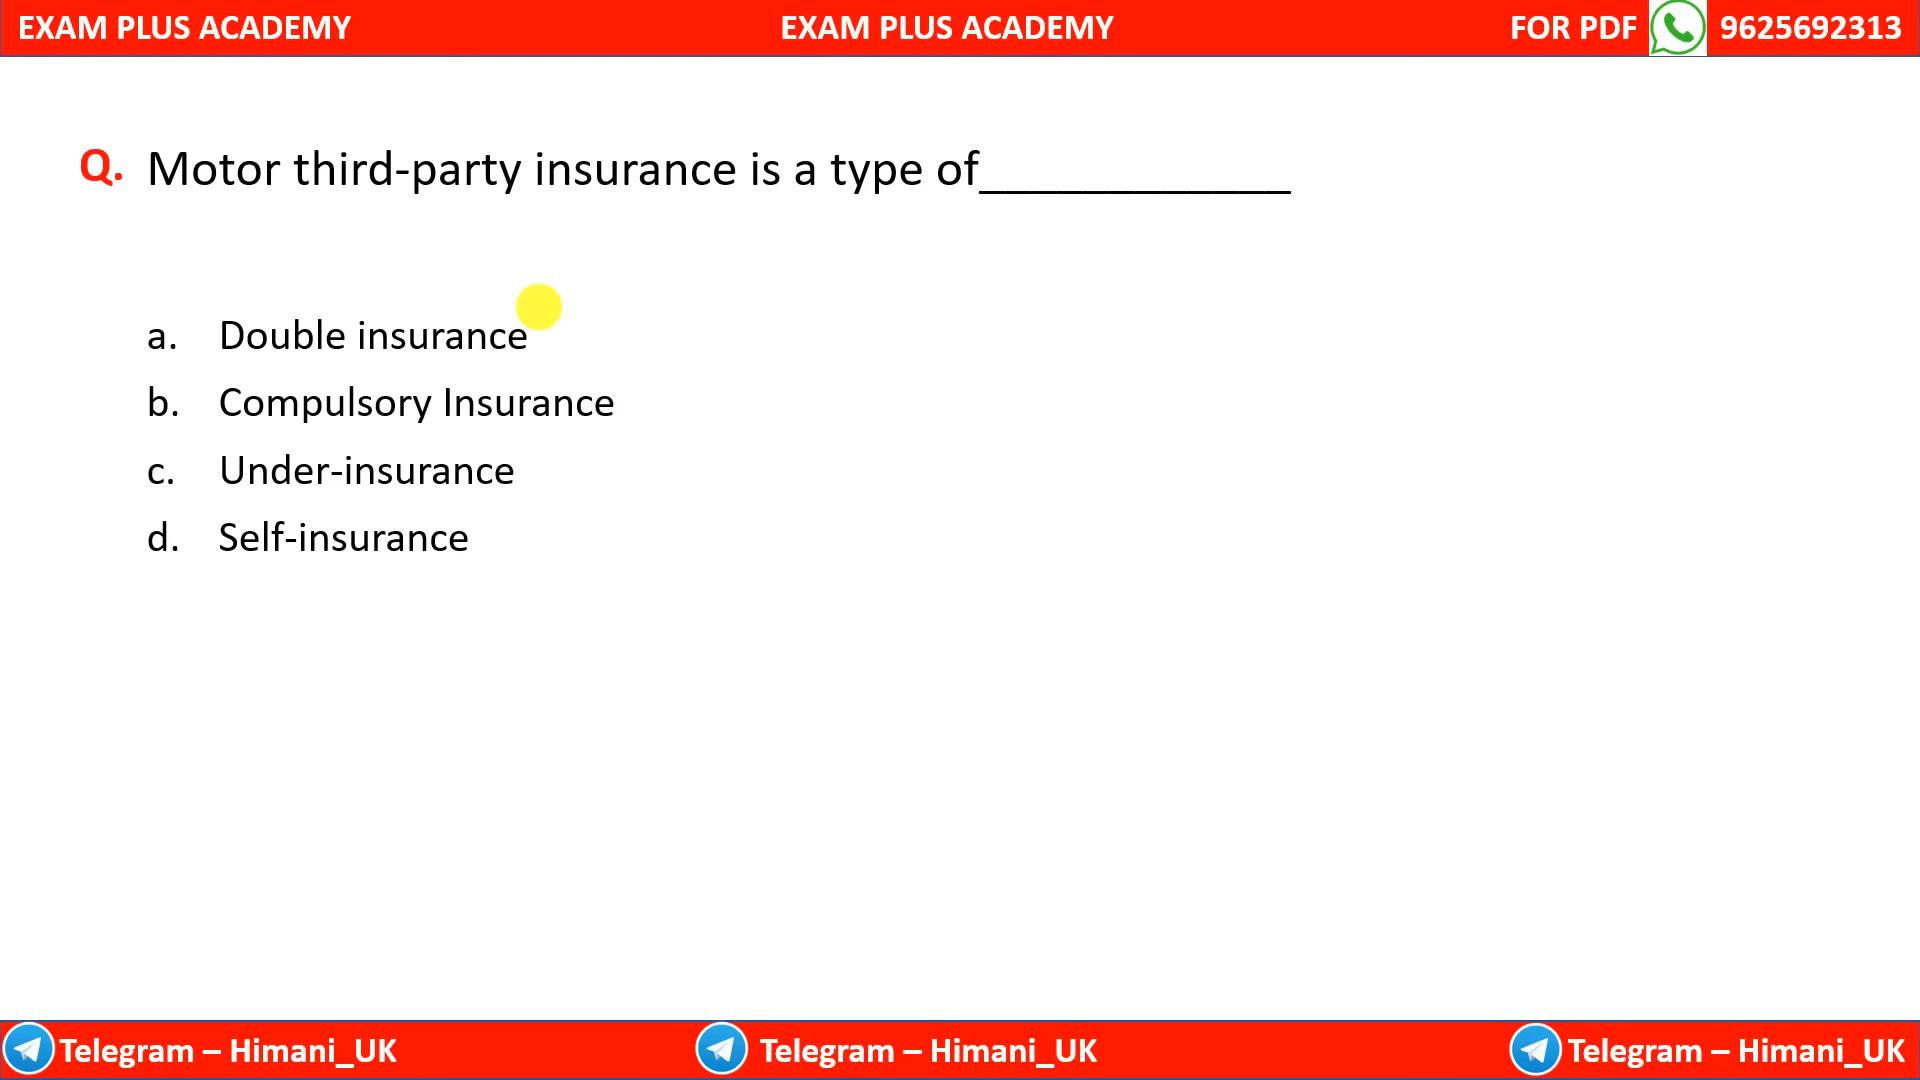 EXAM PLUS ACADEMY EXAM PLUS ACADEMY FOR PDF 9625692313
Q. Motor third-party insurance is a type of____________
a. Double insurance
b. Compulsory Insurance
c. Under-insurance
d. Self-insurance
Telegram – Himani_UK Telegram – Himani_UK Telegram – Himani_UK